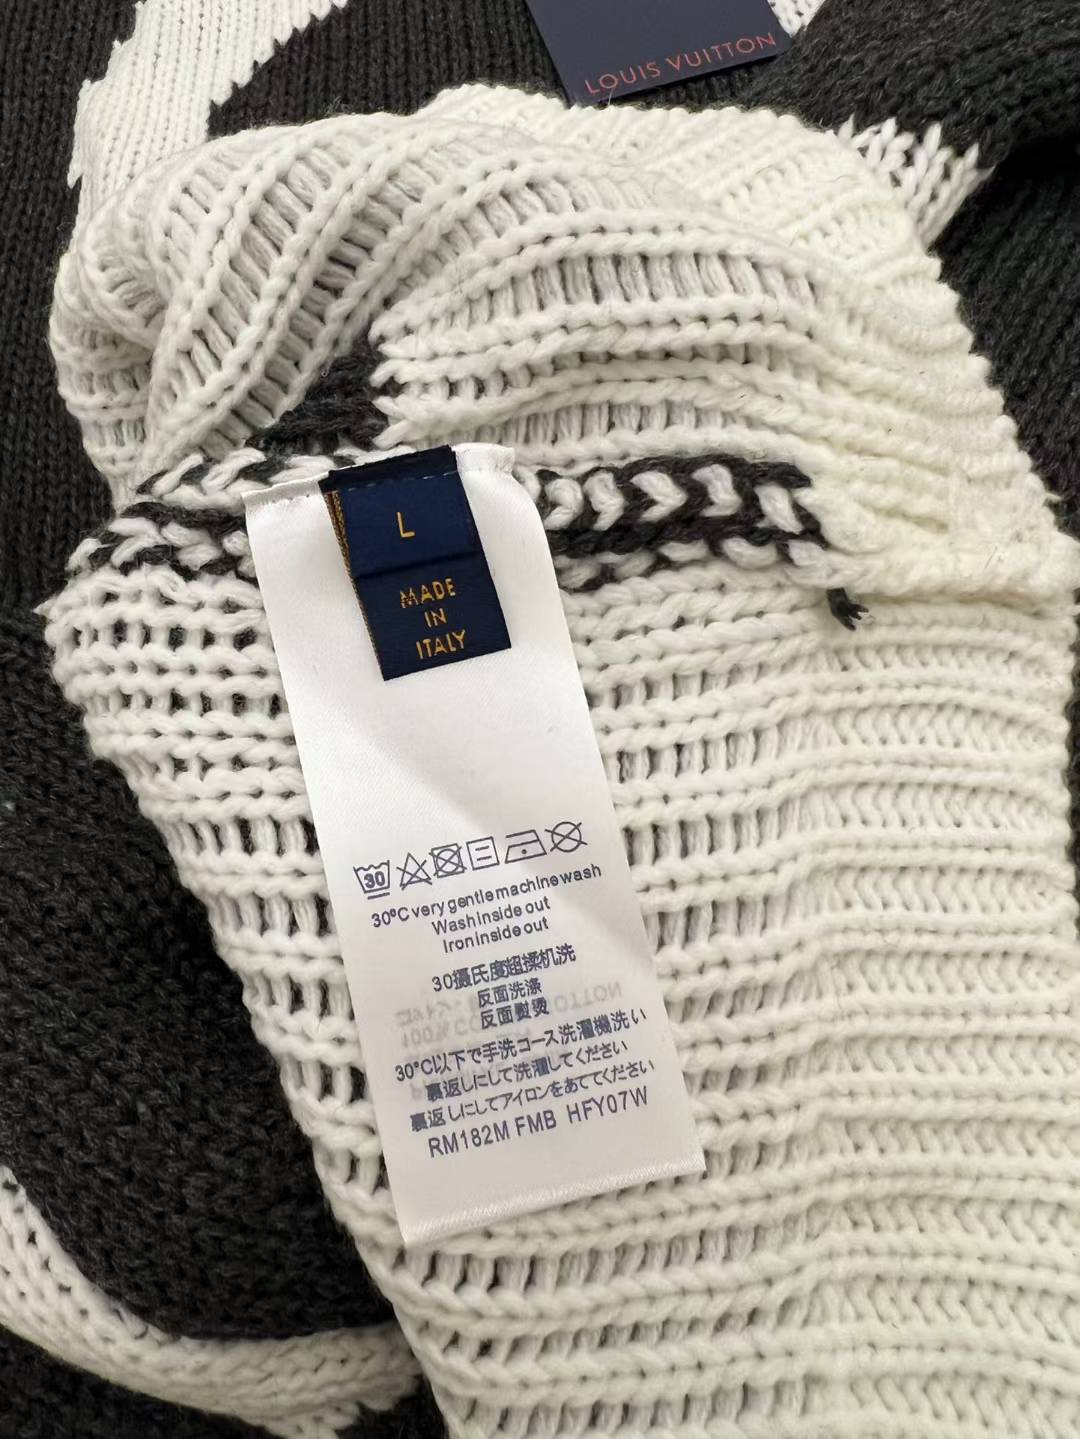 LOUIS VUITTON
L
MADE
IN
ITALY
30
30°C very gentle machine wash
Wash inside out
Iron inside out
30摄氏度超揉机洗
反面洗涤
反面熨烫
30°C以下で手洗コース洗濯機洗い
裏返しにして洗濯してください
裏返しにしてアイロンをあててください
RM182M FMB HFY07W